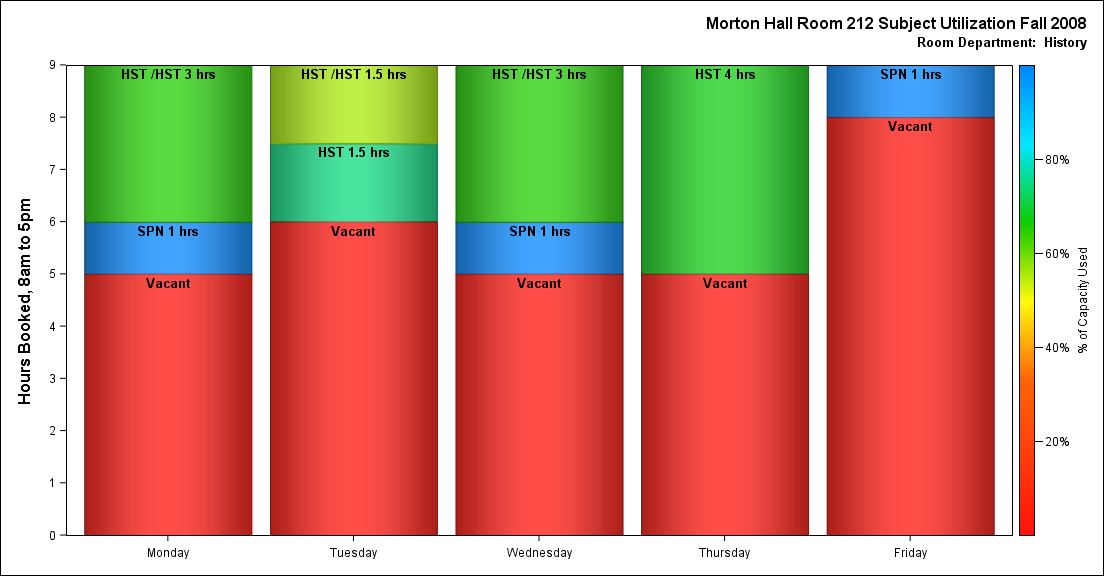 Morton Hall Room 212 Subject Utilization Fall 2008
Room Department:  History
Hours Booked, 8am to 5pm
9
8
7
6
5
4
3
2
1
0
HST /HST 3 hrs
SPN 1 hrs
Vacant
HST /HST 1.5 hrs
HST 1.5 hrs
Vacant
HST /HST 3 hrs
SPN 1 hrs
Vacant
HST 4 hrs
Vacant
SPN 1 hrs
Vacant
Monday
Tuesday
Wednesday
Thursday
Friday
80%
60%
40%
20%
% of Capacity Used